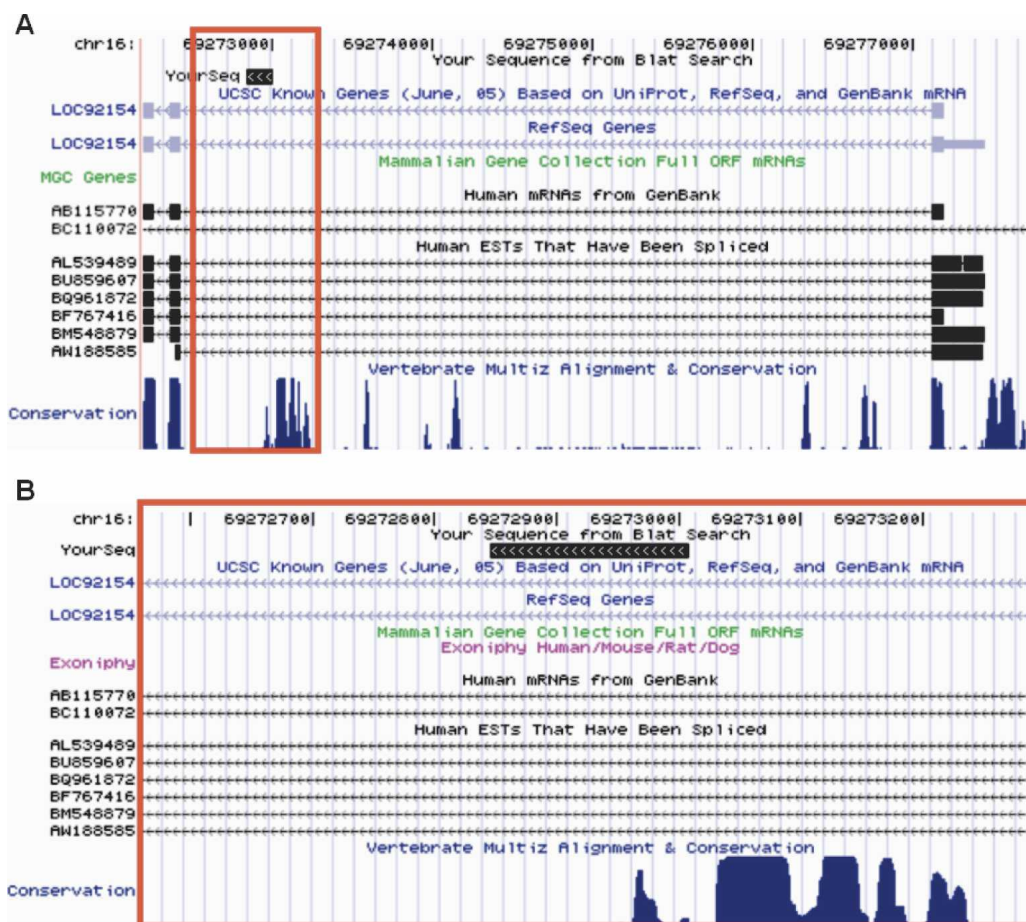 A
chr16: 69273000| 69274000| 69275000| 69276000| 69277000|
Your Sequence from Blat Search
YourSeq
UCSC Known Genes (June, 05) Based on UniProt, RefSeq, and GenBank mRNA
LOC92154
RefSeq Genes
LOC92154
Mammalian Gene Collection Full ORF mRNAs
MGC Genes
Human mRNAs from GenBank
AB115770
BC110072
Human ESTs That Have Been Spliced
AL539489
BU859607
BQ961872
BF767416
BM548879
AW188585
Vertebrate Multiz Alignment & Conservation
Conservation
B
chr16: | 69272700| 69272800| 69272900| 69273000| 69273100| 69273200|
Your Sequence from Blat Search
YourSeq
UCSC Known Genes (June, 05) Based on UniProt, RefSeq, and GenBank mRNA
LOC92154
RefSeq Genes
LOC92154
Mammalian Gene Collection Full ORF mRNAs
Exoniphy Human/Mouse/Rat/Dog
Exoniphy
Human mRNAs from GenBank
AB115770
BC110072
Human ESTs That Have Been Spliced
AL539489
BU859607
BQ961872
BF767416
BM548879
AW188585
Vertebrate Multiz Alignment & Conservation
Conservation